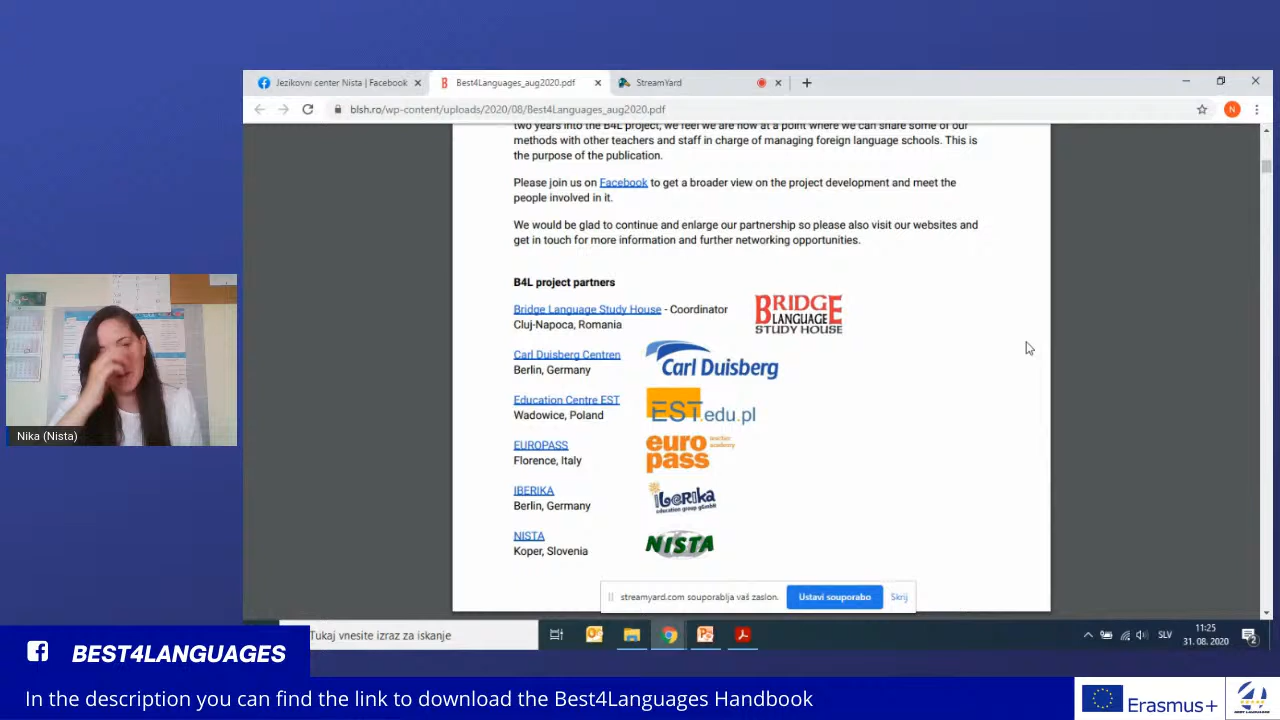 Jezikovni center Nista | Facebook
Best4Languages_aug2020.pdf
StreamYard
blsh.ro/wp-content/uploads/2020/08/Best4Languages_aug2020.pdf
N
two years into the B4L project, we feel we are now at a point where we can share some of our
methods with other teachers and staff in charge of managing foreign language schools. This is
the purpose of the publication.
Please join us on Facebook to get a broader view on the project development and meet the
people involved in it.
We would be glad to continue and enlarge our partnership so please also visit our websites and
get in touch for more information and further networking opportunities.
B4L project partners
Bridge Language Study House - Coordinator
Cluj-Napoca, Romania
BRIDGE
LANGUAGE
STUDY HOUSE
Carl Duisberg Centren
Berlin, Germany
Carl Duisberg
Education Centre EST
Wadowice, Poland
EST.edu.pl
EUROPASS
Florence, Italy
euro
pass
teacher
academy
IBERIKA
Berlin, Germany
iberika
education group gGmbH
NISTA
Koper, Slovenia
NISTA
Nika (Nista)
streamyard.com souporablja vaš zaslon.
Ustavi souporabo
Skrij
Tukaj vnesite izraz za iskanje
SLV
11:25
31. 08. 2020
2
BEST4LANGUAGES
In the description you can find the link to download the Best4Languages Handbook
Erasmus+